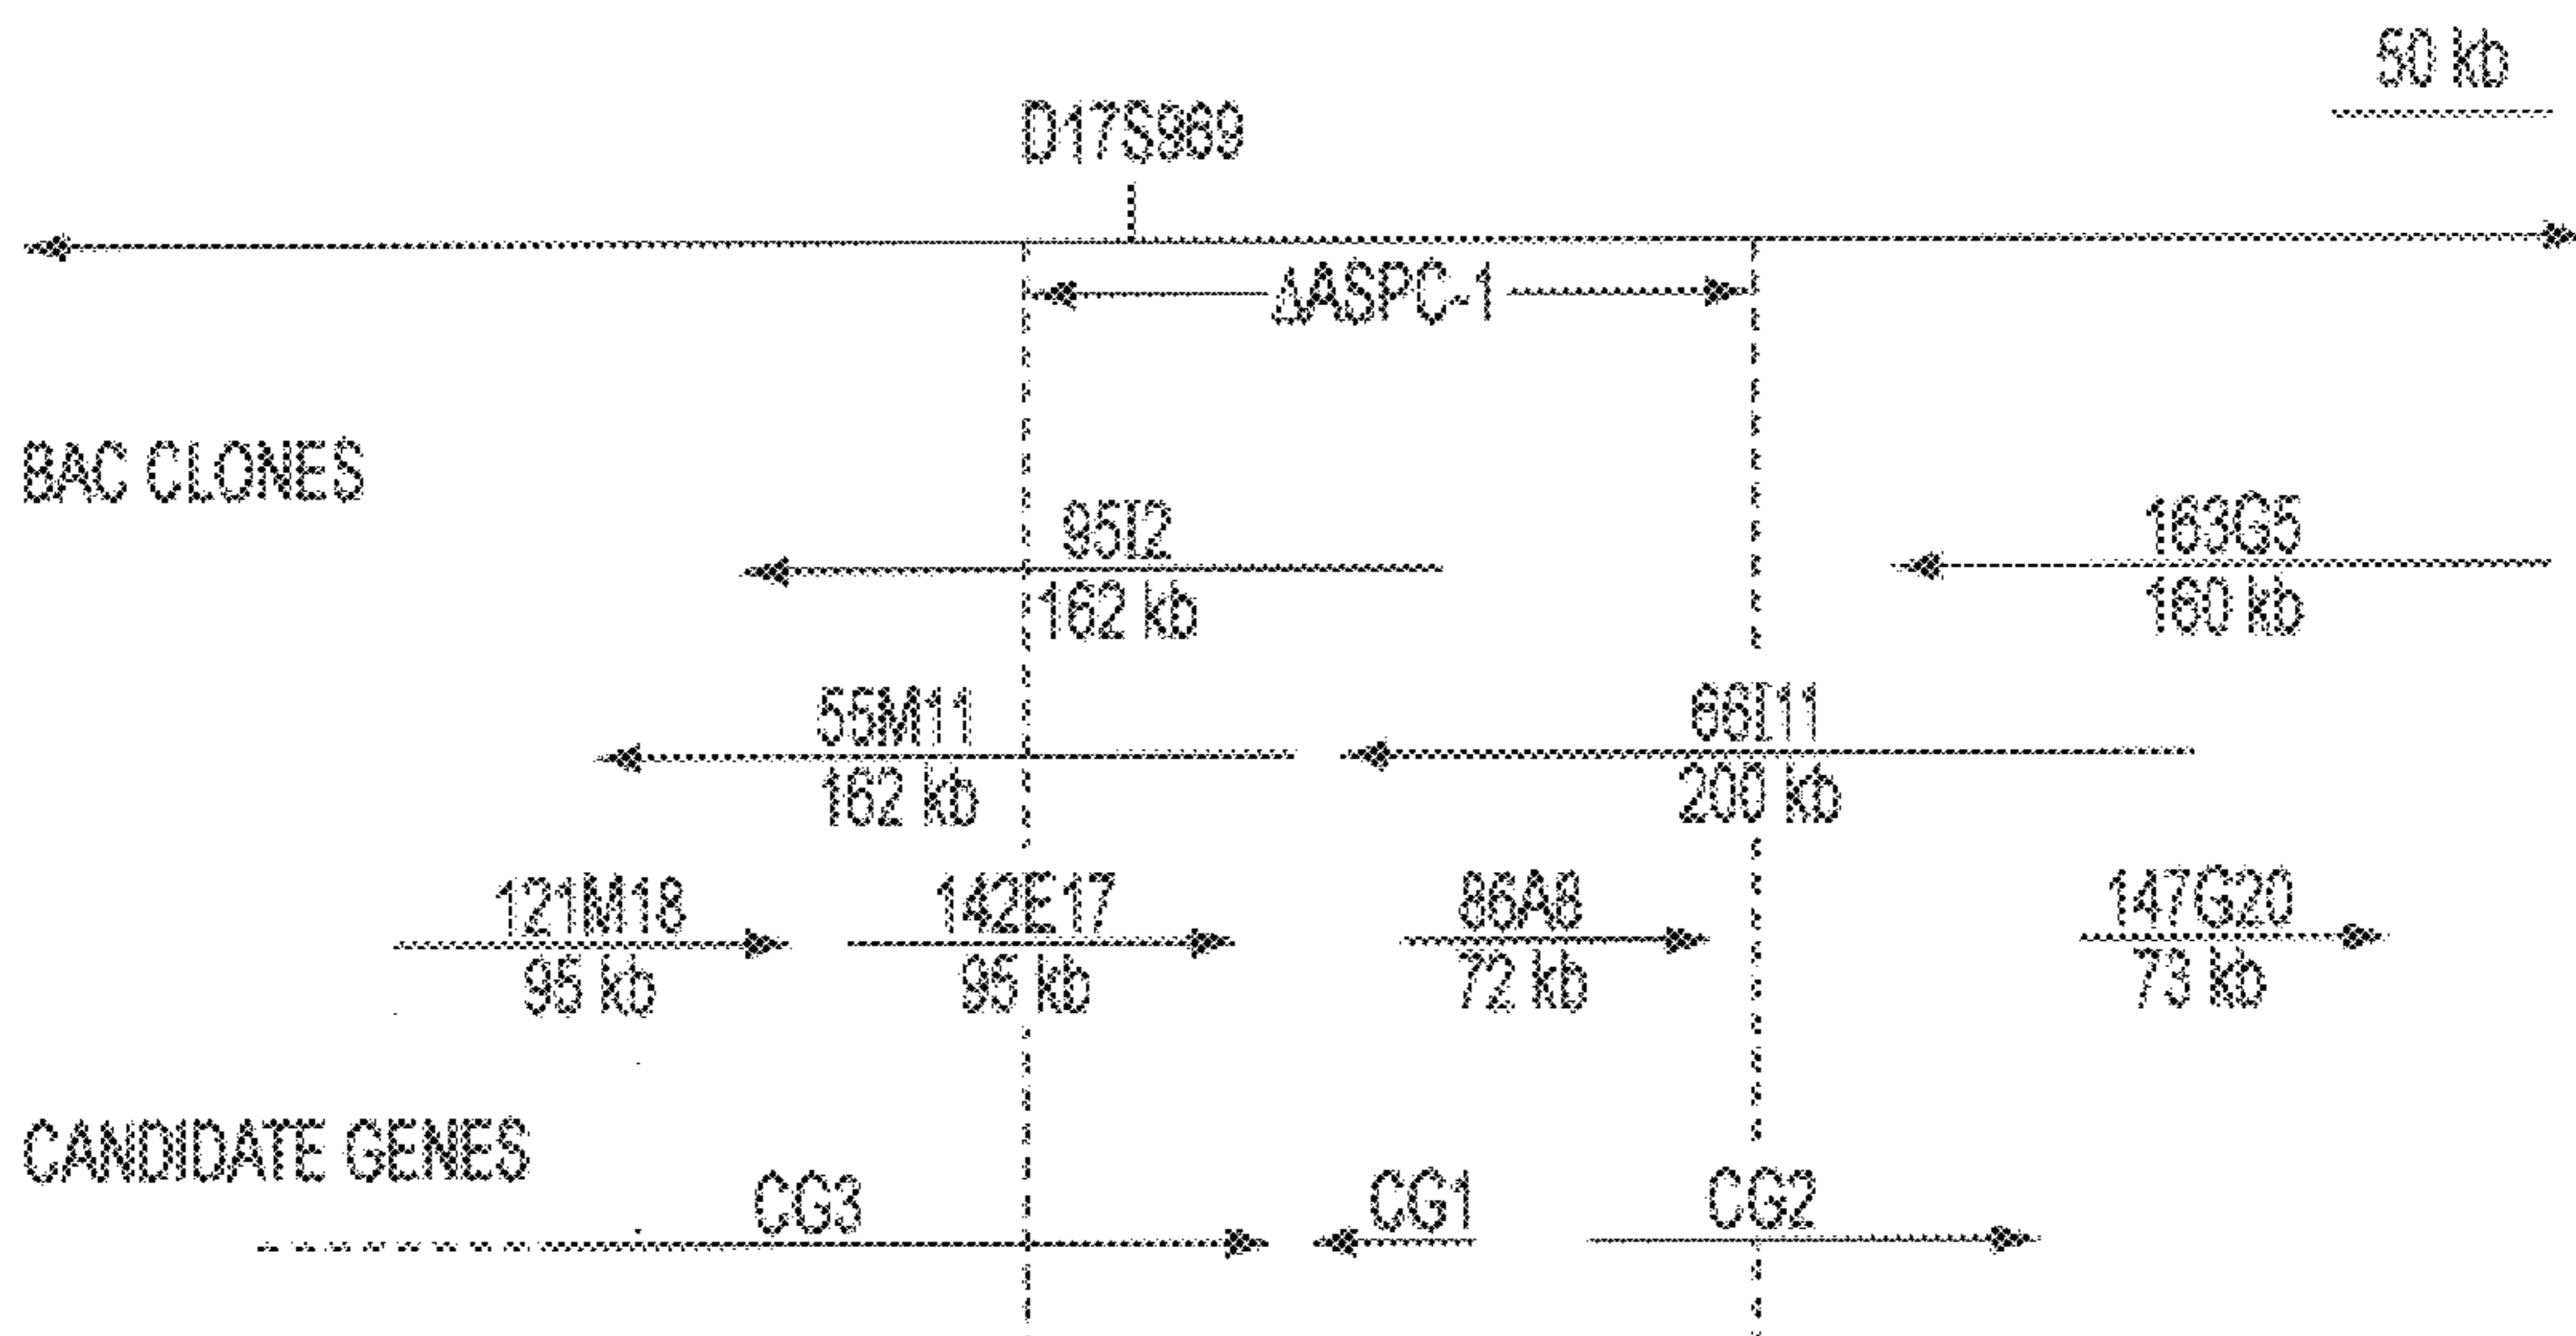 50 kb
D17S969
ΔASPC-1
BAC CLONES
95I2
162 kb
163G5
160 kb
55M11
162 kb
66I11
200 kb
121M18
95 kb
142E17
95 kb
86A8
72 kb
147G20
73 kb
CANDIDATE GENES
CG3
CG1
CG2